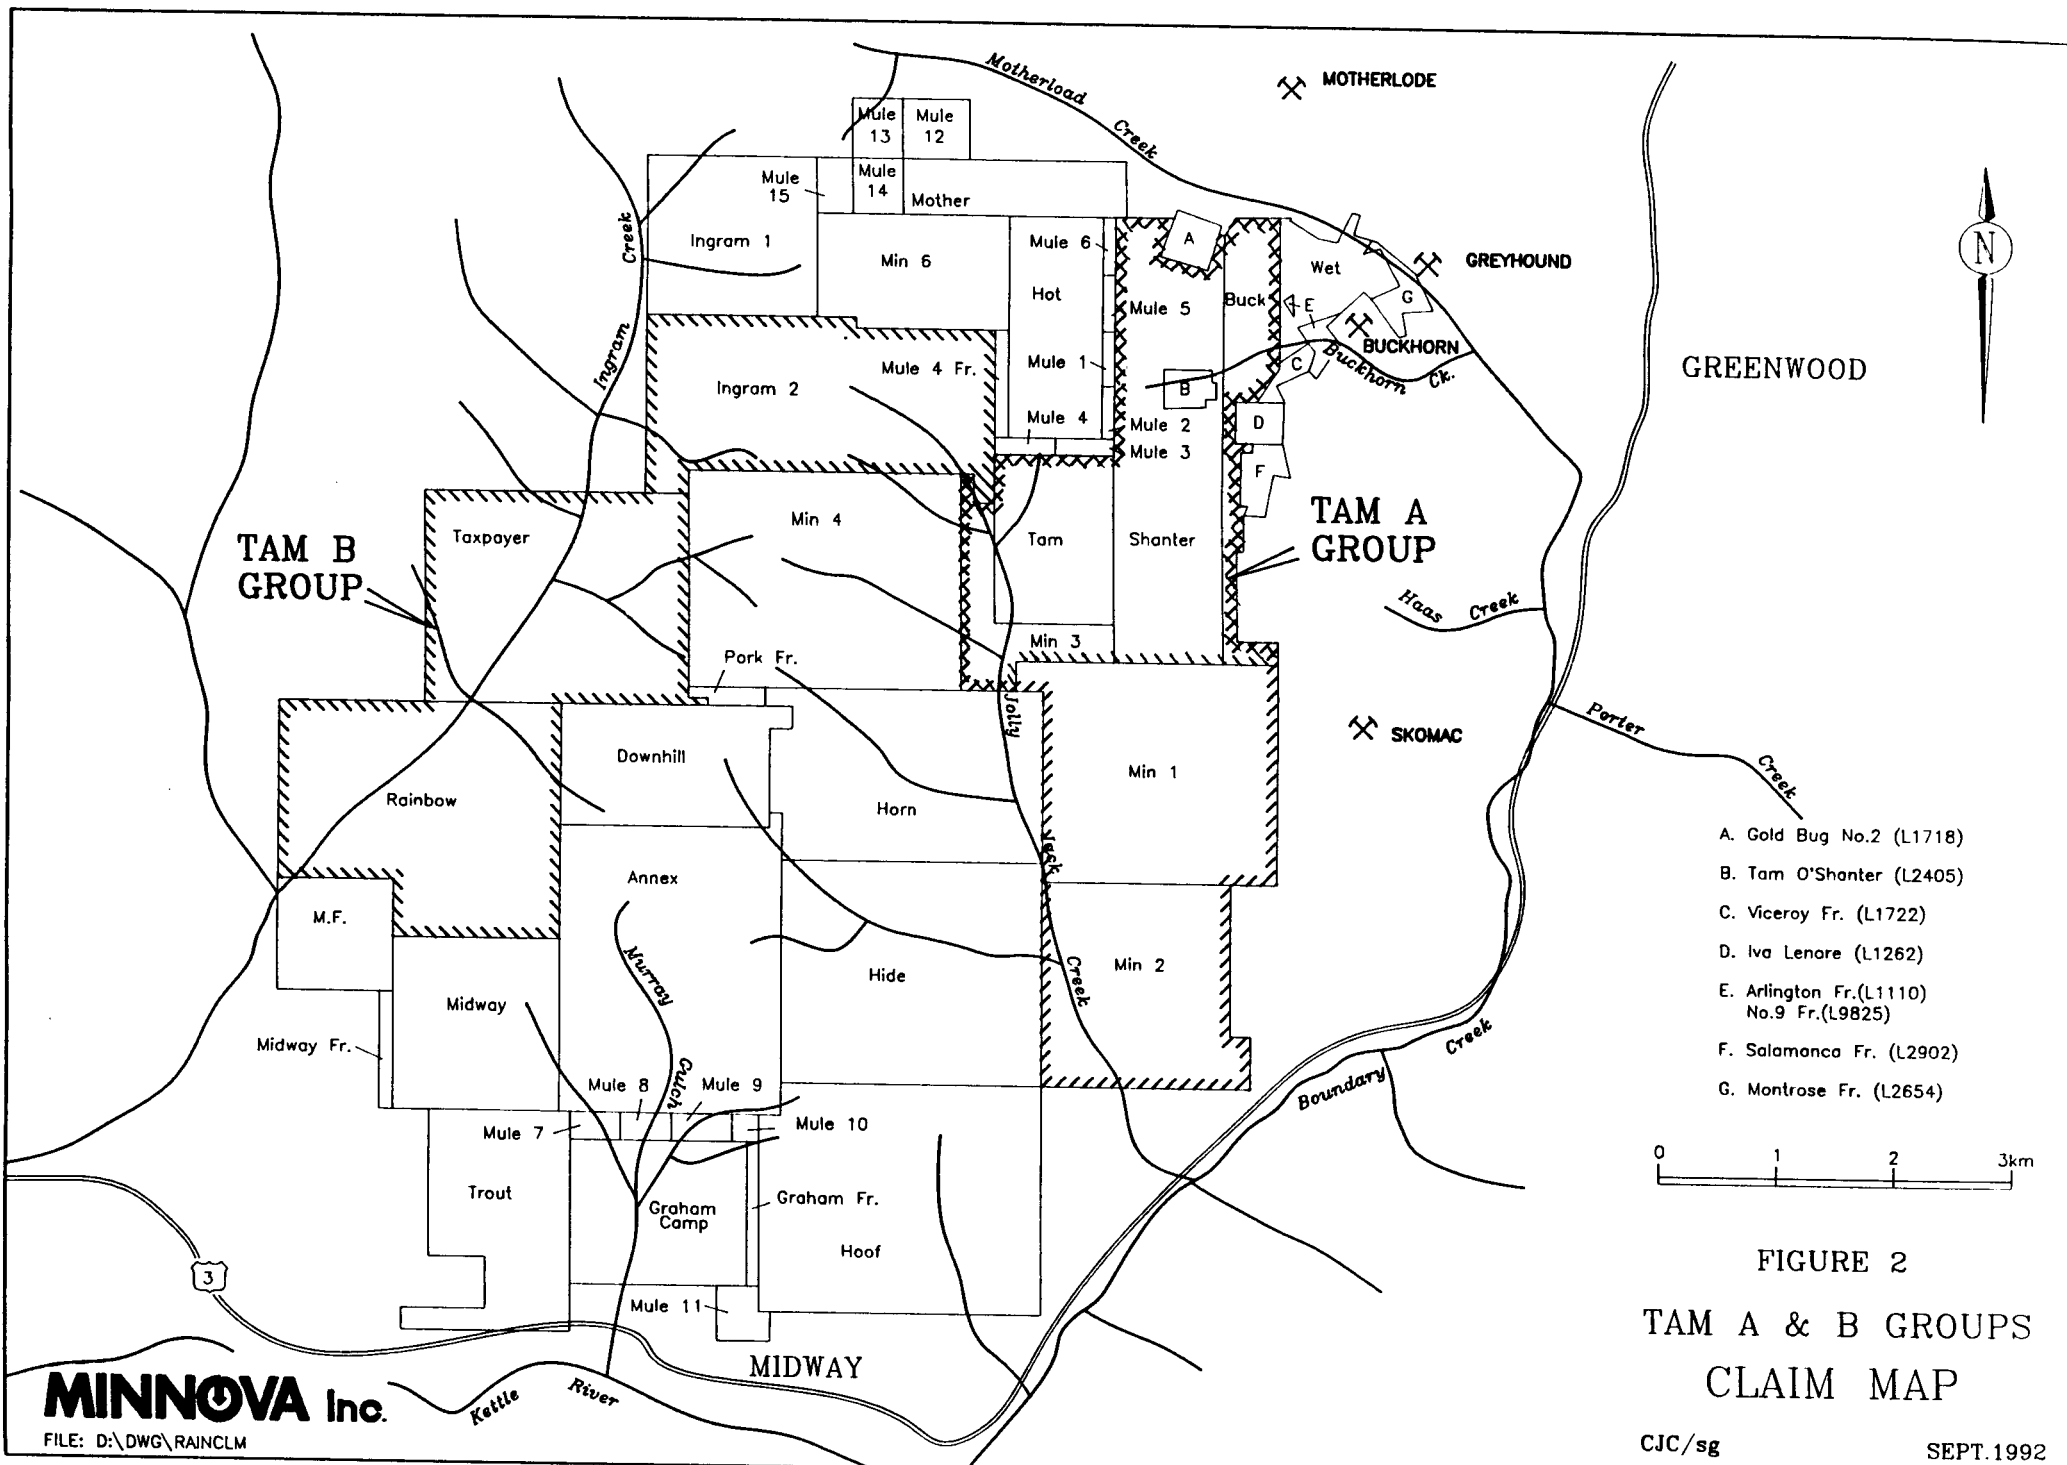 Motherload
Creek
MOTHERLODE
Mule
13
Mule
12
Mule
15
Mule
14
Mother
Creek
Ingram
Ingram 1
Min 6
Mule 6
Hot
A
Mule 5
Buck
Wet
GREYHOUND
E
G
BUCKHORN
Buckhorn
Ck.
C
N
GREENWOOD
Ingram 2
Mule 4 Fr.
Mule 1
B
Mule 4
Mule 2
Mule 3
D
F
TAM A
GROUP
Taxpayer
Min 4
Tam
Shanter
TAM B
GROUP
Haas
Creek
Min 3
Pork Fr.
Jolly
Jack
Creek
Porter
Creek
SKOMAC
Downhill
Min 1
Rainbow
Horn
Annex
M.F.
Murray
Gulch
Hide
Min 2
Midway
Midway Fr.
Creek
Boundary
Mule 8
Mule 9
Mule 7
Mule 10
Trout
Graham
Camp
Graham Fr.
Hoof
3
Mule 11
MIDWAY
Kettle
River
A. Gold Bug No.2 (L1718)
B. Tam O'Shanter (L2405)
C. Viceroy Fr. (L1722)
D. Iva Lenore (L1262)
E. Arlington Fr.(L1110)
No.9 Fr.(L9825)
F. Salamanca Fr. (L2902)
G. Montrose Fr. (L2654)
0 1 2 3km
FIGURE 2
TAM A & B GROUPS
CLAIM MAP
CJC/sg SEPT.1992
MINNOVA Inc.
FILE: D:\DWG\RAINCLM